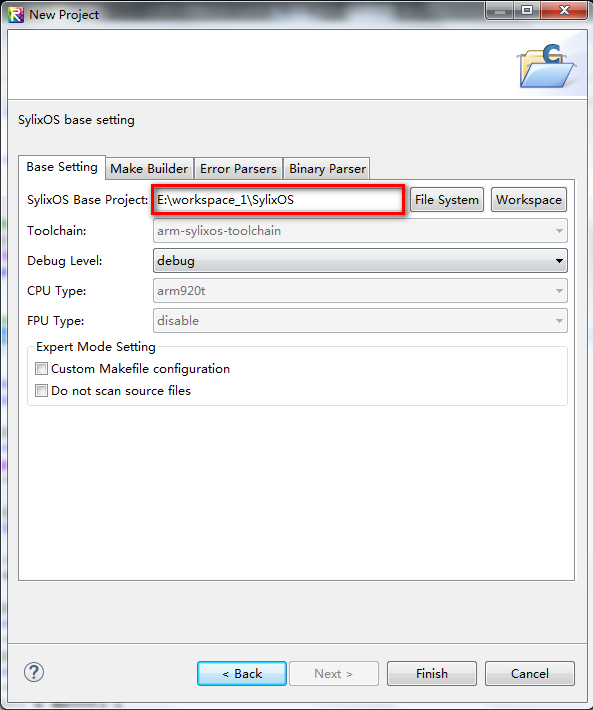 New Project
SylixOS base setting
Base Setting Make Builder Error Parsers Binary Parser
SylixOS Base Project: E:\workspace_1\SylixOS File System Workspace
Toolchain: arm-sylixos-toolchain
Debug Level: debug
CPU Type: arm920t
FPU Type: disable
Expert Mode Setting
Custom Makefile configuration
Do not scan source files
? < Back Next > Finish Cancel